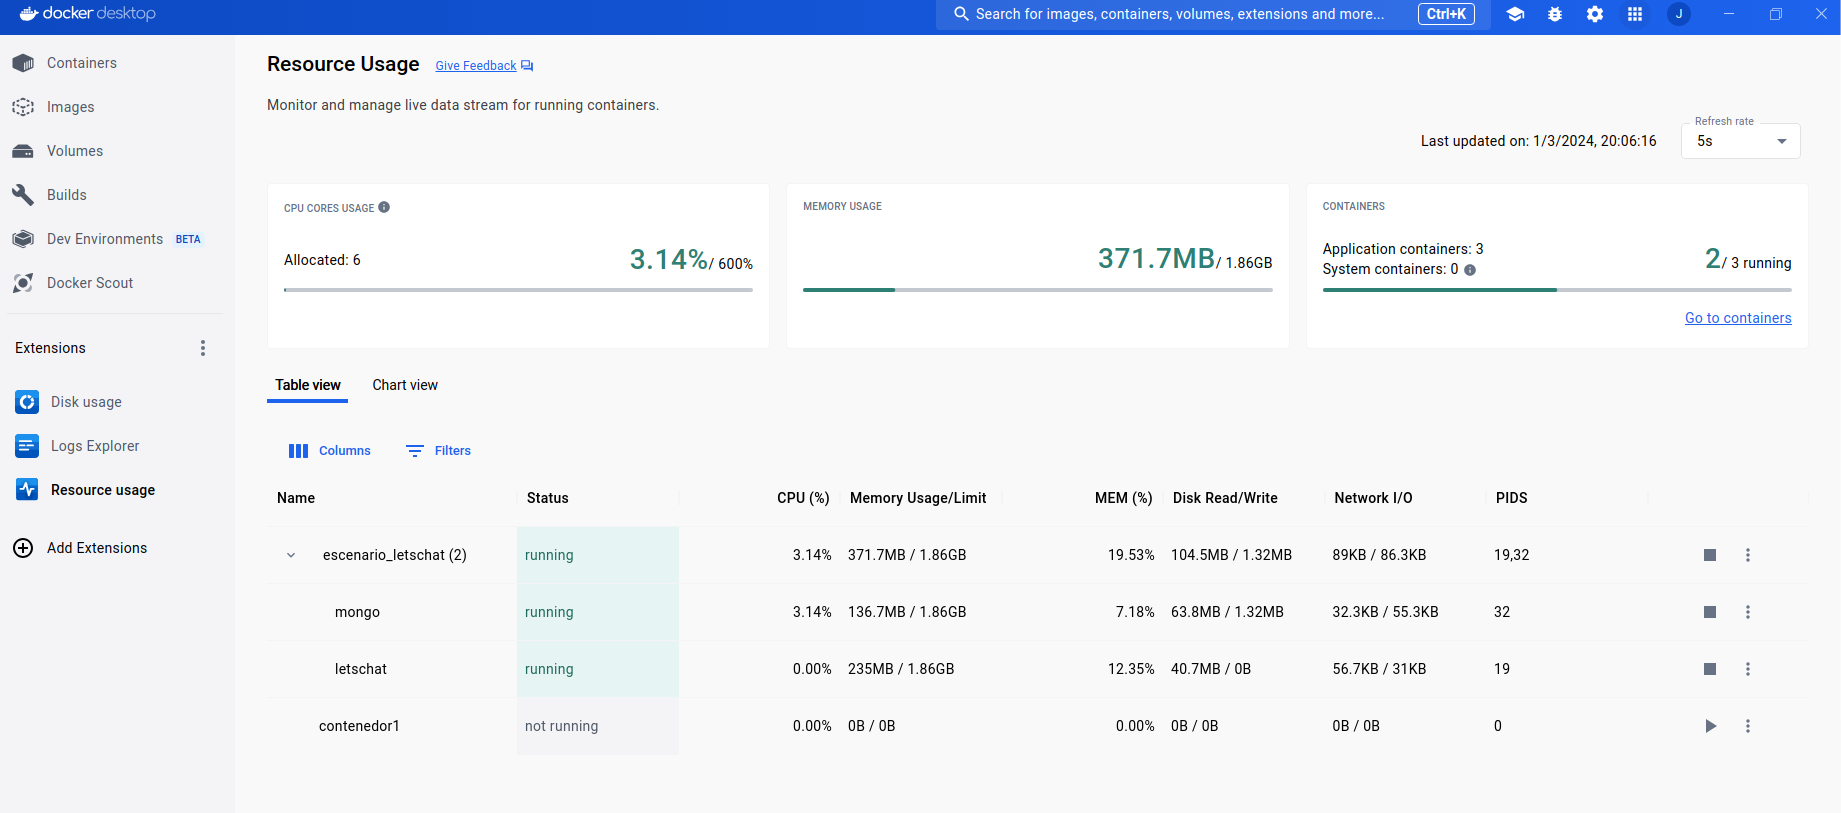 docker desktop
Search for images, containers, volumes, extensions and more... Ctrl+K J
Containers
Images
Volumes
Builds
Dev Environments BETA
Docker Scout
Extensions
Disk usage
Logs Explorer
Resource usage
Add Extensions
Resource Usage Give Feedback
Monitor and manage live data stream for running containers.
Last updated on: 1/3/2024, 20:06:16
Refresh rate
5s
CPU CORES USAGE
Allocated: 6
3.14% / 600%
MEMORY USAGE
371.7MB / 1.86GB
CONTAINERS
Application containers: 3
System containers: 0
2 / 3 running
Go to containers
Table view Chart view
Columns Filters
Name Status CPU (%) Memory Usage/Limit MEM (%) Disk Read/Write Network I/O PIDS
escenario_letschat (2) running 3.14% 371.7MB / 1.86GB 19.53% 104.5MB / 1.32MB 89KB / 86.3KB 19,32
mongo running 3.14% 136.7MB / 1.86GB 7.18% 63.8MB / 1.32MB 32.3KB / 55.3KB 32
letschat running 0.00% 235MB / 1.86GB 12.35% 40.7MB / 0B 56.7KB / 31KB 19
contenedor1 not running 0.00% 0B / 0B 0.00% 0B / 0B 0B / 0B 0